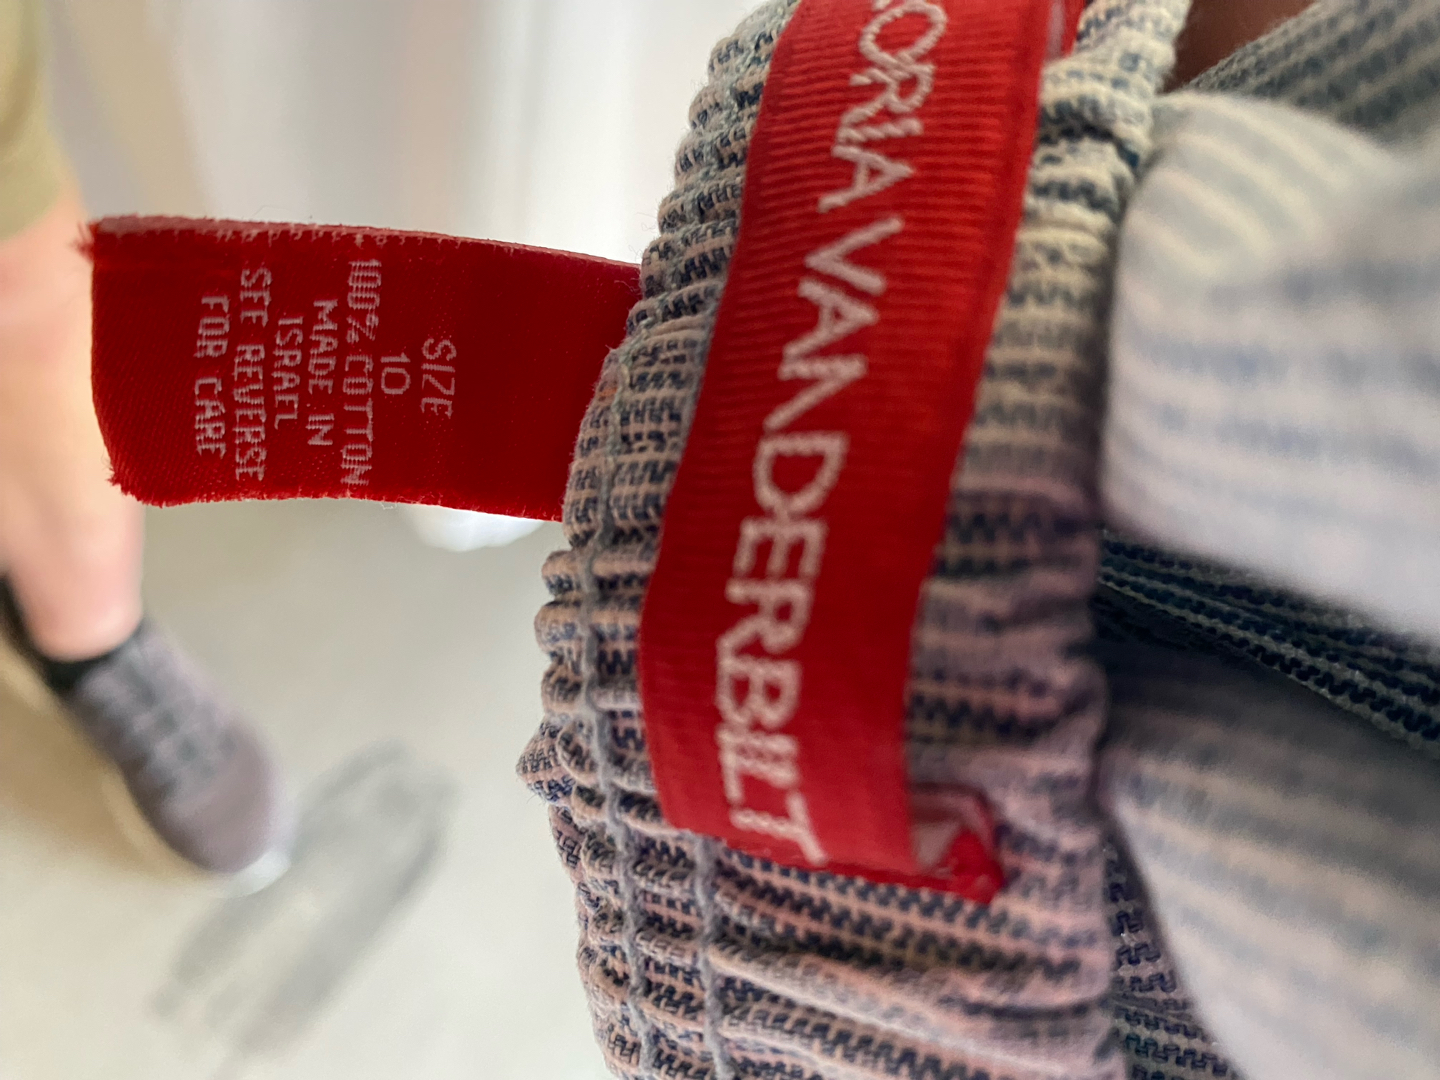 ORIA VANDERBILT
SIZE
10
100% COTTON
MADE IN
ISRAEL
SEE REVERSE
FOR CARE